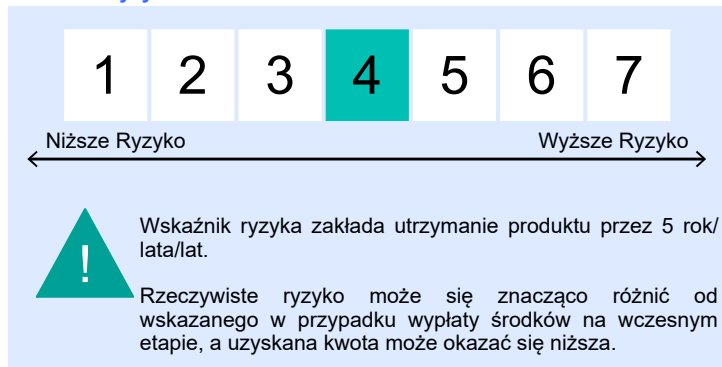 1 2 3 4 5 6 7
Niższe Ryzyko Wyższe Ryzyko
!
Wskaźnik ryzyka zakłada utrzymanie produktu przez 5 rok/
lata/lat.
Rzeczywiste ryzyko może się znacząco różnić od
wskazanego w przypadku wypłaty środków na wczesnym
etapie, a uzyskana kwota może okazać się niższa.